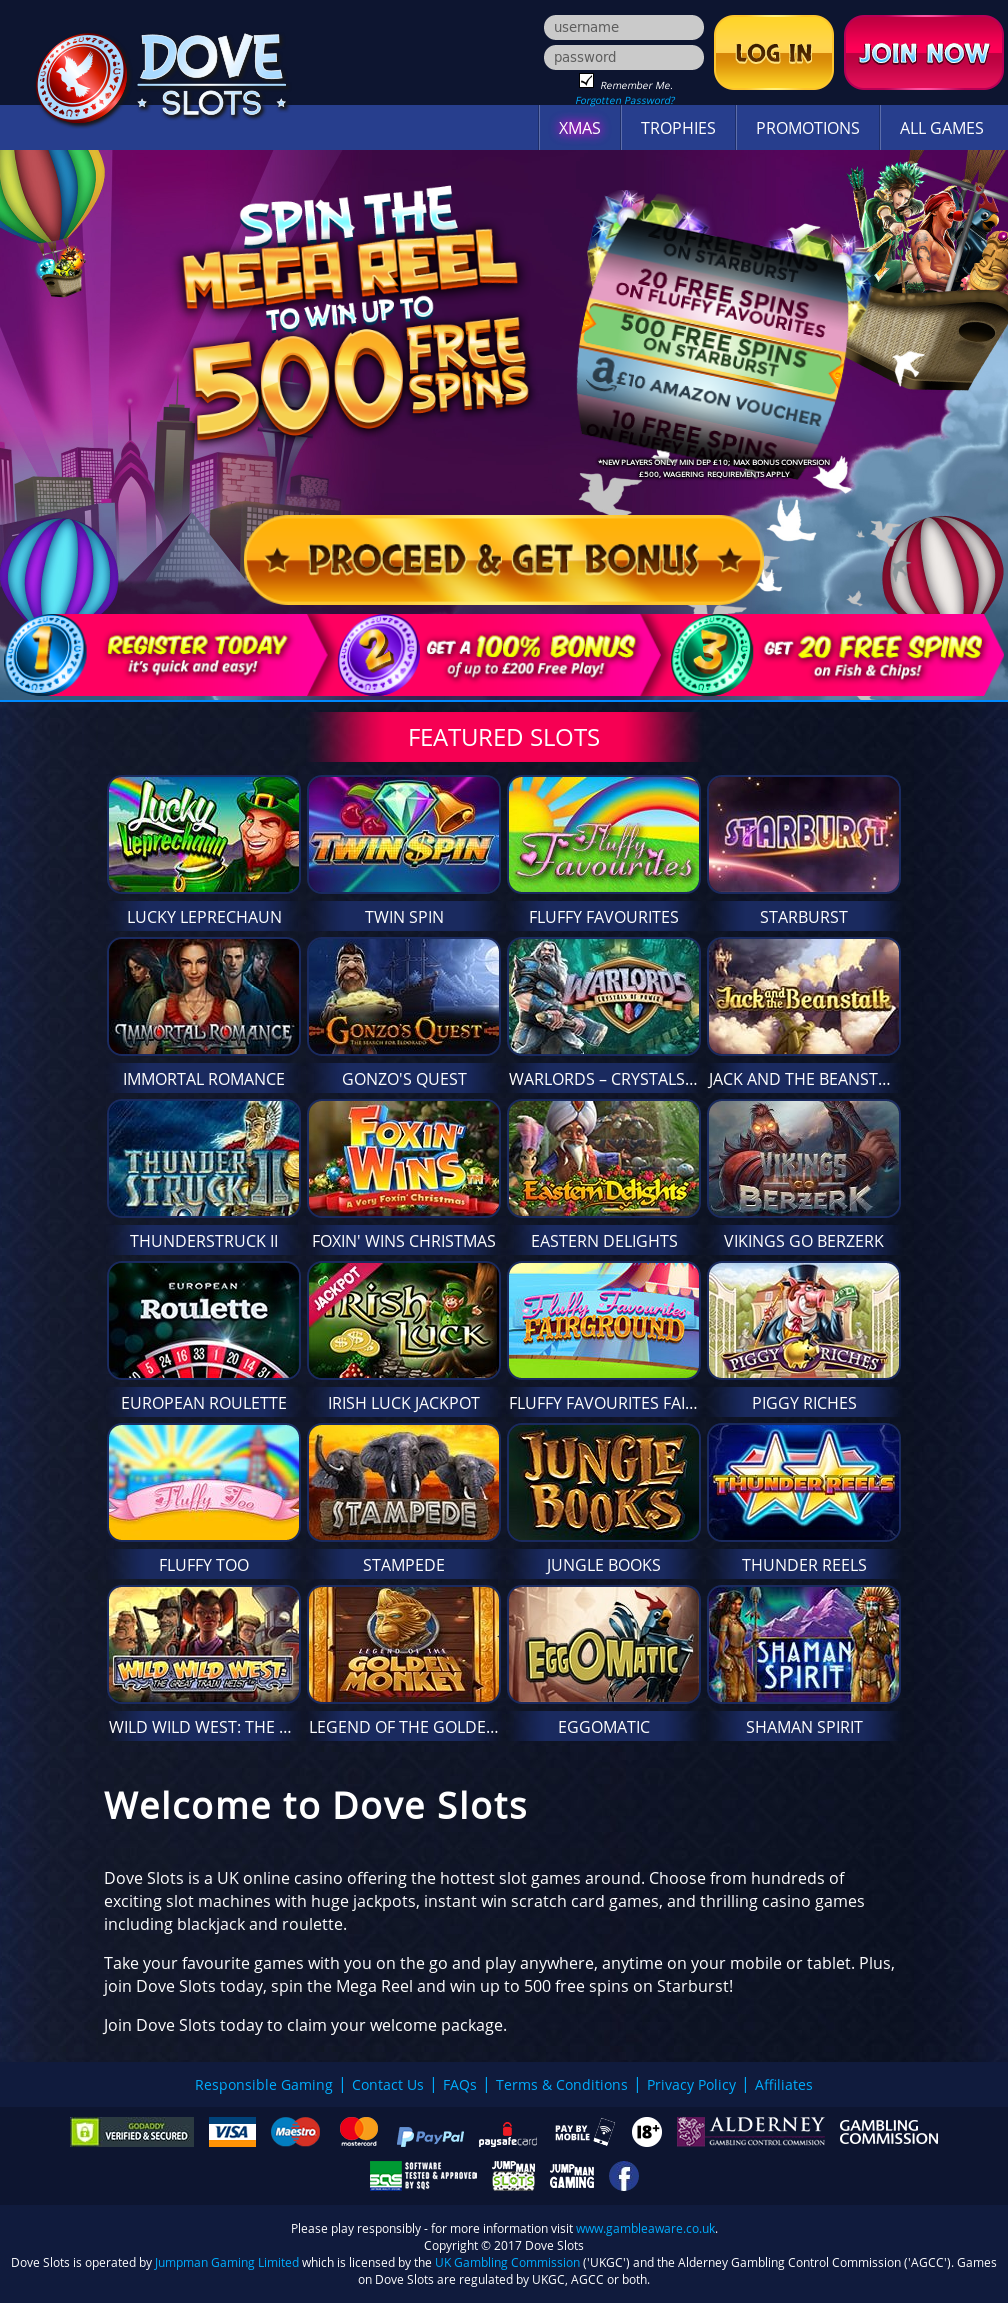 DOVE
SLOTS
username
password
Remember Me.
Forgotten Password?
LOG IN
JOIN NOW
XMAS
TROPHIES
PROMOTIONS
ALL GAMES
SPIN THE
MEGA REEL
TO WIN UP TO
500 FREE
SPINS
20 FREE SPINS
ON STARBURST
20 FREE SPINS
ON FLUFFY FAVOURITES
500 FREE SPINS
ON STARBURST
a £10 AMAZON VOUCHER
10 FREE SPINS
ON FLUFFY FAVOU
*NEW PLAYERS ONLY, MIN DEP £10; MAX BONUS CONVERSION
£500, WAGERING REQUIREMENTS APPLY
PROCEED & GET BONUS
1 REGISTER TODAY
it's quick and easy!
2 GET A 100% BONUS
of up to £200 Free Play!
3 GET 20 FREE SPINS
on Fish & Chips!
FEATURED SLOTS
Lucky
Leprechaun
TWIN SPIN
Fluffy
Favourites
STARBURST
LUCKY LEPRECHAUN
TWIN SPIN
FLUFFY FAVOURITES
STARBURST
IMMORTAL ROMANCE
GONZO'S QUEST
THE SEARCH FOR ELDORADO
WARLORDS
CRYSTALS OF POWER
Jack and the Beanstalk
IMMORTAL ROMANCE
GONZO'S QUEST
WARLORDS – CRYSTALS...
JACK AND THE BEANST...
THUNDER
STRUCK II
FOXIN'
WINS
A Very Foxin' Christmas
Eastern Delights
VIKINGS
GO
BERZERK
THUNDERSTRUCK II
FOXIN' WINS CHRISTMAS
EASTERN DELIGHTS
VIKINGS GO BERZERK
EUROPEAN
Roulette
5 24 16 33 1 20 14 31
JACKPOT
IRISH
LUCK
Fluffy Favourites
FAIRGROUND
PIGGY RICHES
EUROPEAN ROULETTE
IRISH LUCK JACKPOT
FLUFFY FAVOURITES FAI...
PIGGY RICHES
Fluffy Too
STAMPEDE
JUNGLE
BOOKS
THUNDER REELS
FLUFFY TOO
STAMPEDE
JUNGLE BOOKS
THUNDER REELS
WILD WILD WEST:
THE GREAT TRAIN HEIST
LEGEND OF THE
GOLDEN
MONKEY
EGGOMATIC
SHAMAN
SPIRIT
WILD WILD WEST: THE ...
LEGEND OF THE GOLDE...
EGGOMATIC
SHAMAN SPIRIT
Welcome to Dove Slots
Dove Slots is a UK online casino offering the hottest slot games around. Choose from hundreds of
exciting slot machines with huge jackpots, instant win scratch card games, and thrilling casino games
including blackjack and roulette.
Take your favourite games with you on the go and play anywhere, anytime on your mobile or tablet. Plus,
join Dove Slots today, spin the Mega Reel and win up to 500 free spins on Starburst!
Join Dove Slots today to claim your welcome package.
Responsible Gaming | Contact Us | FAQs | Terms & Conditions | Privacy Policy | Affiliates
GODADDY
VERIFIED & SECURED
VISA
Maestro
mastercard
PayPal
paysafecard
PAY BY
MOBILE
18+
ALDERNEY
GAMBLING CONTROL COMMISSION
GAMBLING
COMMISSION
SQS
SOFTWARE
TESTED & APPROVED
BY SQS
JUMPMAN
SLOTS
JUMPMAN
GAMING
f
Please play responsibly - for more information visit www.gambleaware.co.uk.
Copyright © 2017 Dove Slots
Dove Slots is operated by Jumpman Gaming Limited which is licensed by the UK Gambling Commission ('UKGC') and the Alderney Gambling Control Commission ('AGCC'). Games
on Dove Slots are regulated by UKGC, AGCC or both.